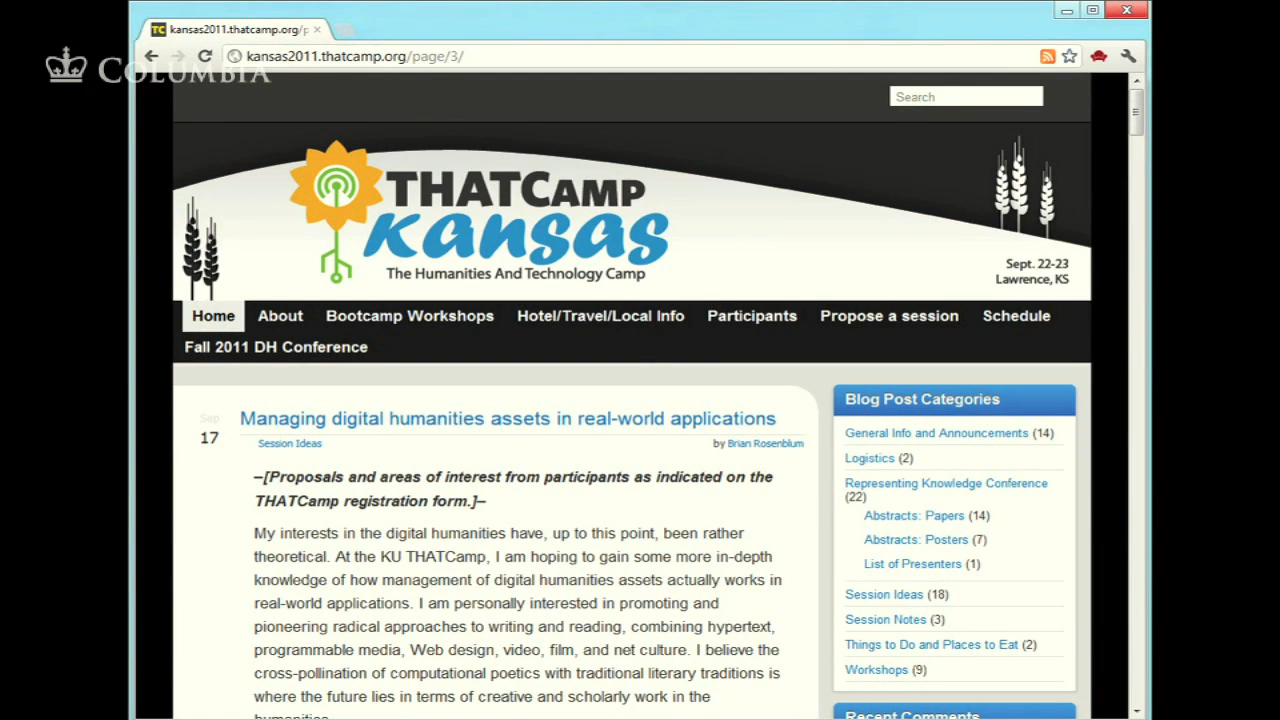 kansas2011.thatcamp.org/p
kansas2011.thatcamp.org/page/3/
COLUMBIA
Search
THATCAMP
Kansas
The Humanities And Technology Camp
Sept. 22-23
Lawrence, KS
Home About Bootcamp Workshops Hotel/Travel/Local Info Participants Propose a session Schedule
Fall 2011 DH Conference
Sep
17
Managing digital humanities assets in real-world applications
Session Ideas by Brian Rosenblum
–[Proposals and areas of interest from participants as indicated on the
THATCamp registration form.]–
My interests in the digital humanities have, up to this point, been rather
theoretical. At the KU THATCamp, I am hoping to gain some more in-depth
knowledge of how management of digital humanities assets actually works in
real-world applications. I am personally interested in promoting and
pioneering radical approaches to writing and reading, combining hypertext,
programmable media, Web design, video, film, and net culture. I believe the
cross-pollination of computational poetics with traditional literary traditions is
where the future lies in terms of creative and scholarly work in the
humanities.
Blog Post Categories
General Info and Announcements (14)
Logistics (2)
Representing Knowledge Conference
(22)
Abstracts: Papers (14)
Abstracts: Posters (7)
List of Presenters (1)
Session Ideas (18)
Session Notes (3)
Things to Do and Places to Eat (2)
Workshops (9)
Recent Comments